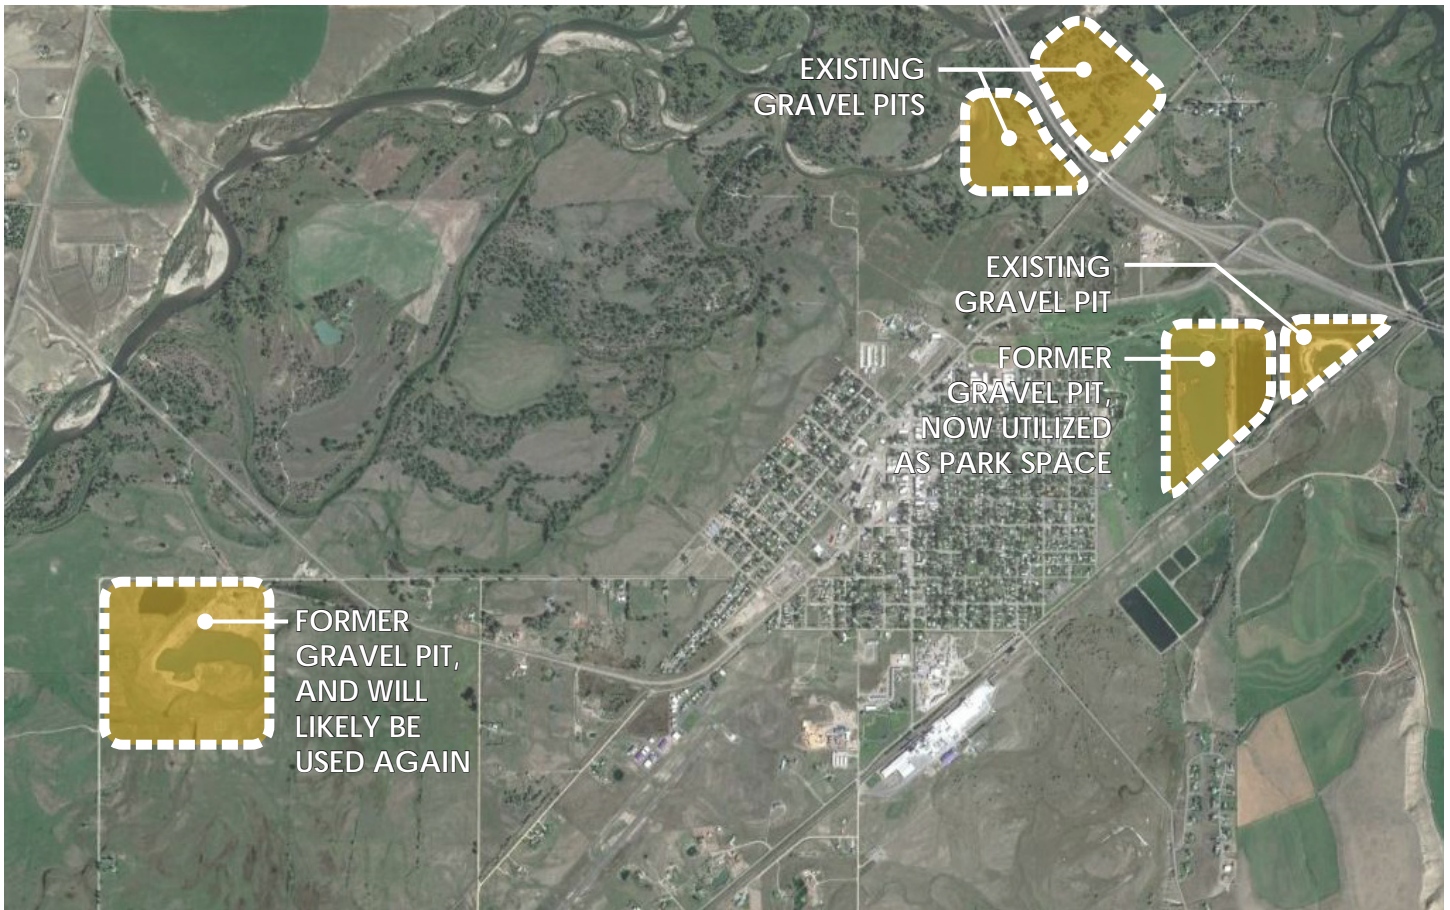 EXISTING
GRAVEL PITS
EXISTING
GRAVEL PIT
FORMER
GRAVEL PIT,
NOW UTILIZED
AS PARK SPACE
FORMER
GRAVEL PIT,
AND WILL
LIKELY BE
USED AGAIN